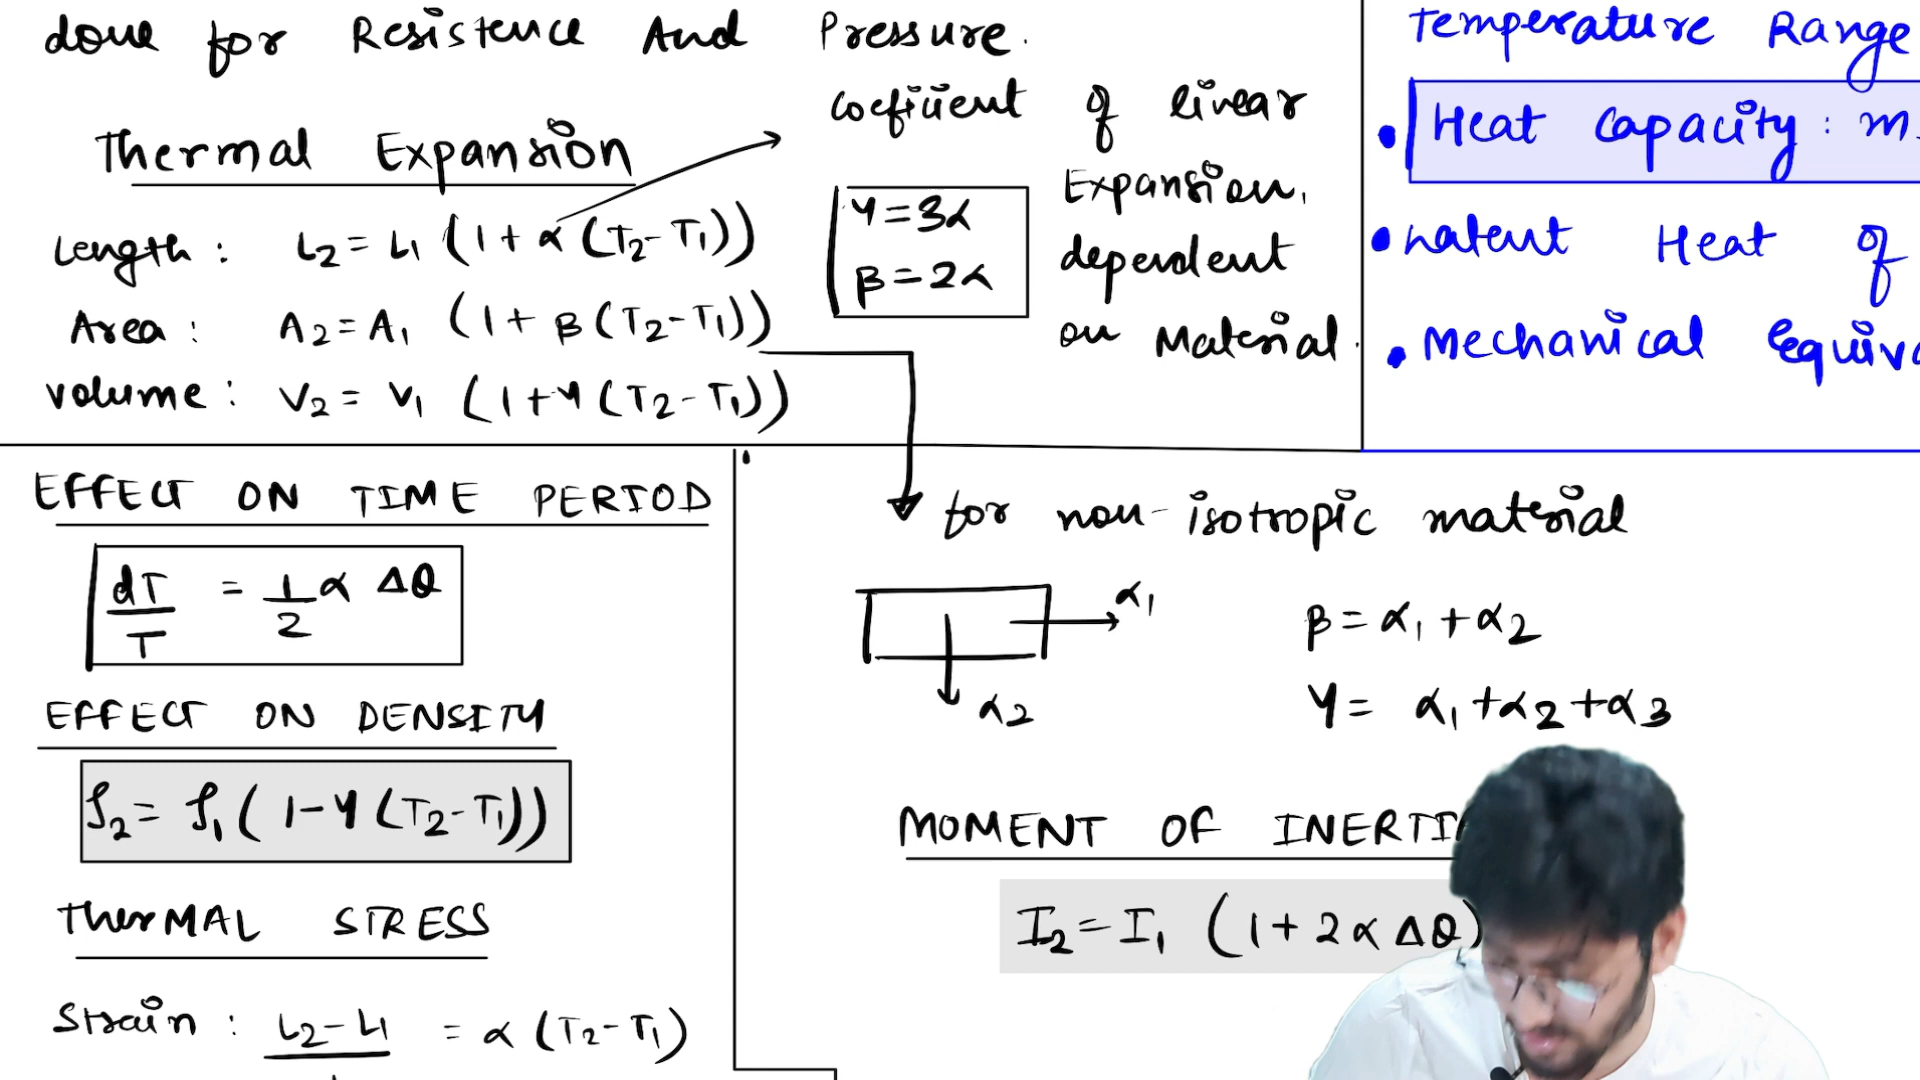 done for Resistence And Pressure.
Thermal Expansion
coefficient of linear Expansion. dependent on Material.
Length : L₂ = L₁ (1 + α (T₂ - T₁))
Area : A₂ = A₁ (1 + β (T₂ - T₁))
volume : V₂ = V₁ (1 + γ (T₂ - T₁))
γ = 3α
β = 2α
Temperature Range
• Heat Capacity : m
• Latent Heat of
• Mechanical
EFFECT ON TIME PERIOD
dT/T = 1/2 α Δθ
EFFECT ON DENSITY
ρ₂ = ρ₁ (1 - γ (T₂ - T₁))
TherMAL STRESS
Strain : L₂ - L₁ = α (T₂ - T₁)
for non-isotropic material
α₁
α₂
β = α₁ + α₂
γ = α₁ + α₂ + α₃
MOMENT OF
I₂ = I₁ (1 + 2α Δθ)